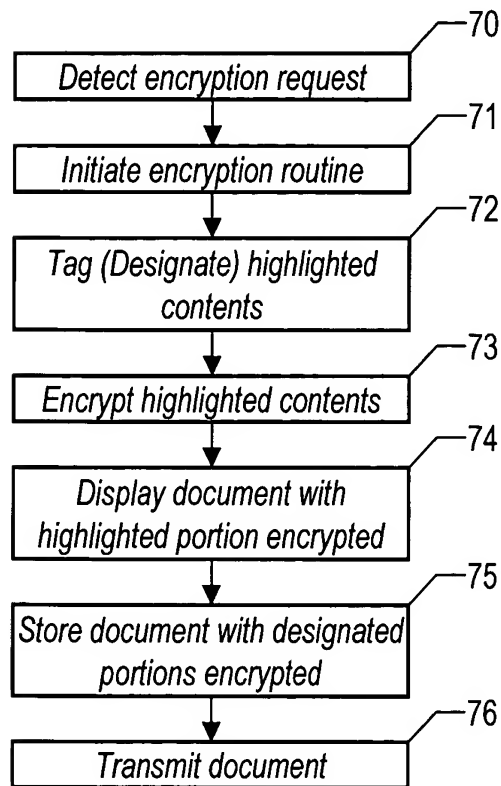 70
Detect encryption request
71
Initiate encryption routine
72
Tag (Designate) highlighted
contents
73
Encrypt highlighted contents
74
Display document with
highlighted portion encrypted
75
Store document with designated
portions encrypted
76
Transmit document